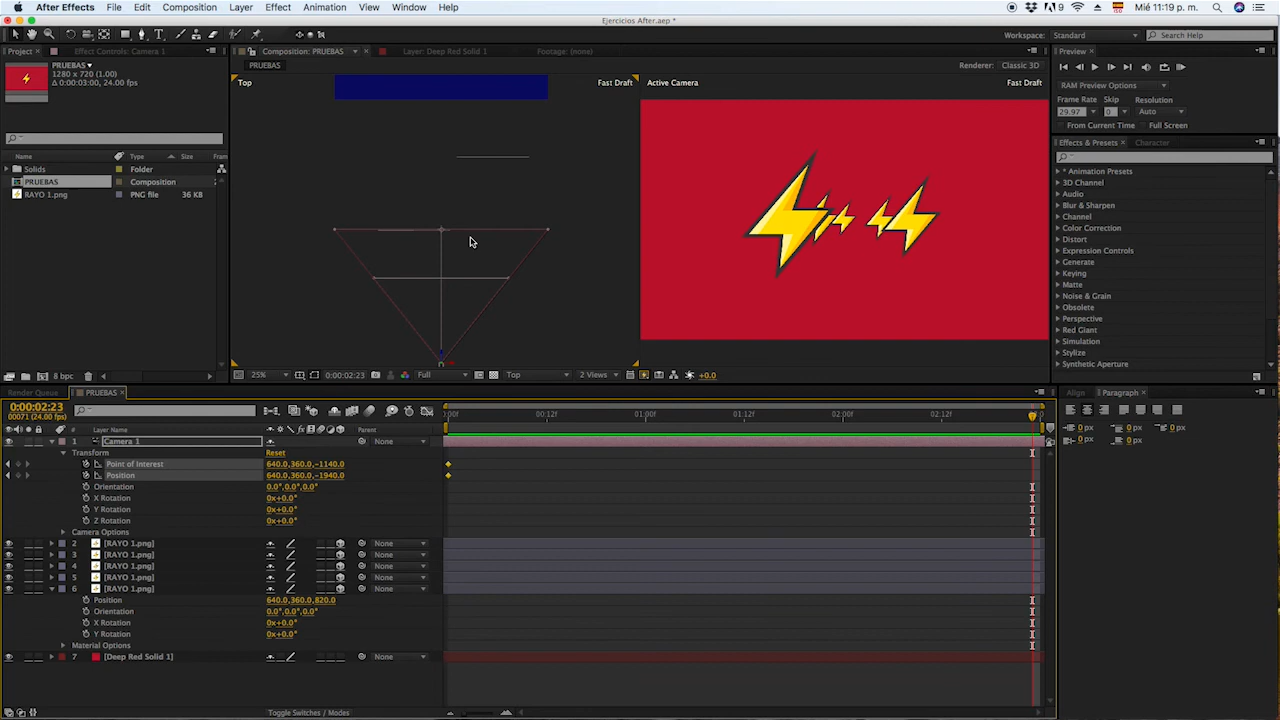 After Effects File Edit Composition Layer Effect Animation View Window Help
9 Mié 11:19 p. m.
Ejercicios After.aep *
Workspace: Standard Search Help
Project Effect Controls: Camera 1
Composition: PRUEBAS Layer: Deep Red Solid 1 Footage: (none)
Preview
PRUEBAS
1280 x 720 (1.00)
Δ 0:00:03:00, 24.00 fps
PRUEBAS
Renderer: Classic 3D
Top Fast Draft
Active Camera Fast Draft
RAM Preview Options
Frame Rate Skip Resolution
29.97 0 Auto
From Current Time Full Screen
Name Type Size Fram
Solids Folder
PRUEBAS Composition
RAYO 1.png PNG file 36 KB
Effects & Presets Character
* Animation Presets
3D Channel
Audio
Blur & Sharpen
Channel
Color Correction
Distort
Expression Controls
Generate
Keying
Matte
Noise & Grain
Obsolete
Perspective
Red Giant
Simulation
Stylize
Synthetic Aperture
8 bpc
25% 0:00:02:23 Full Top 2 Views +0.0
Render Queue PRUEBAS
Align Paragraph
0:00:02:23
00071 (24.00 fps)
:00f 00:12f 01:00f 01:12f 02:00f 02:12f
# Layer Name Parent
1 Camera 1 None
Transform Reset
Point of Interest 640.0,360.0,-1140.0
Position 640.0,360.0,-1940.0
Orientation 0.0°,0.0°,0.0°
X Rotation 0x+0.0°
Y Rotation 0x+0.0°
Z Rotation 0x+0.0°
Camera Options
2 [RAYO 1.png] None
3 [RAYO 1.png] None
4 [RAYO 1.png] None
5 [RAYO 1.png] None
6 [RAYO 1.png] None
Position 640.0,360.0,820.0
Orientation 0.0°,0.0°,0.0°
X Rotation 0x+0.0°
Y Rotation 0x+0.0°
Material Options
7 [Deep Red Solid 1] None
0 px 0 px 0 px
0 px 0 px
Toggle Switches / Modes